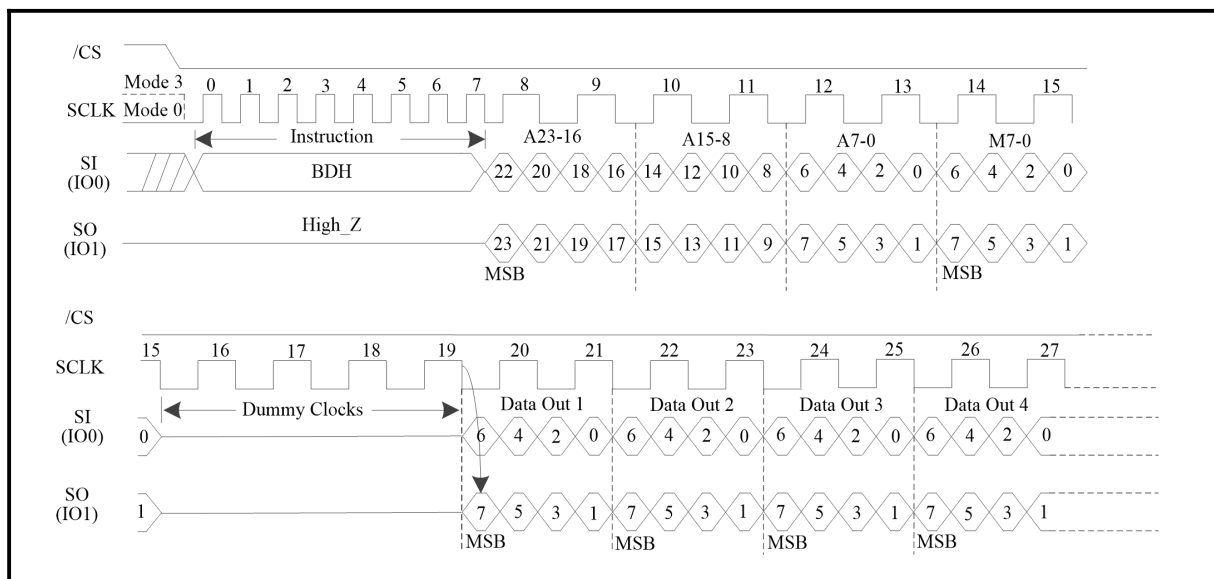 /CS
Mode 3
0 1 2 3 4 5 6 7 8 9 10 11 12 13 14 15
SCLK
Mode 0
Instruction
A23-16 A15-8 A7-0 M7-0
SI
(IO0)
BDH
22 20 18 16 14 12 10 8 6 4 2 0 6 4 2 0
High_Z
SO
(IO1)
23 21 19 17 15 13 11 9 7 5 3 1 7 5 3 1
MSB MSB
/CS
15 16 17 18 19 20 21 22 23 24 25 26 27
SCLK
Dummy Clocks
Data Out 1 Data Out 2 Data Out 3 Data Out 4
SI
(IO0)
0 6 4 2 0 6 4 2 0 6 4 2 0 6 4 2 0
SO
(IO1)
1 7 5 3 1 7 5 3 1 7 5 3 1 7 5 3 1
MSB MSB MSB MSB